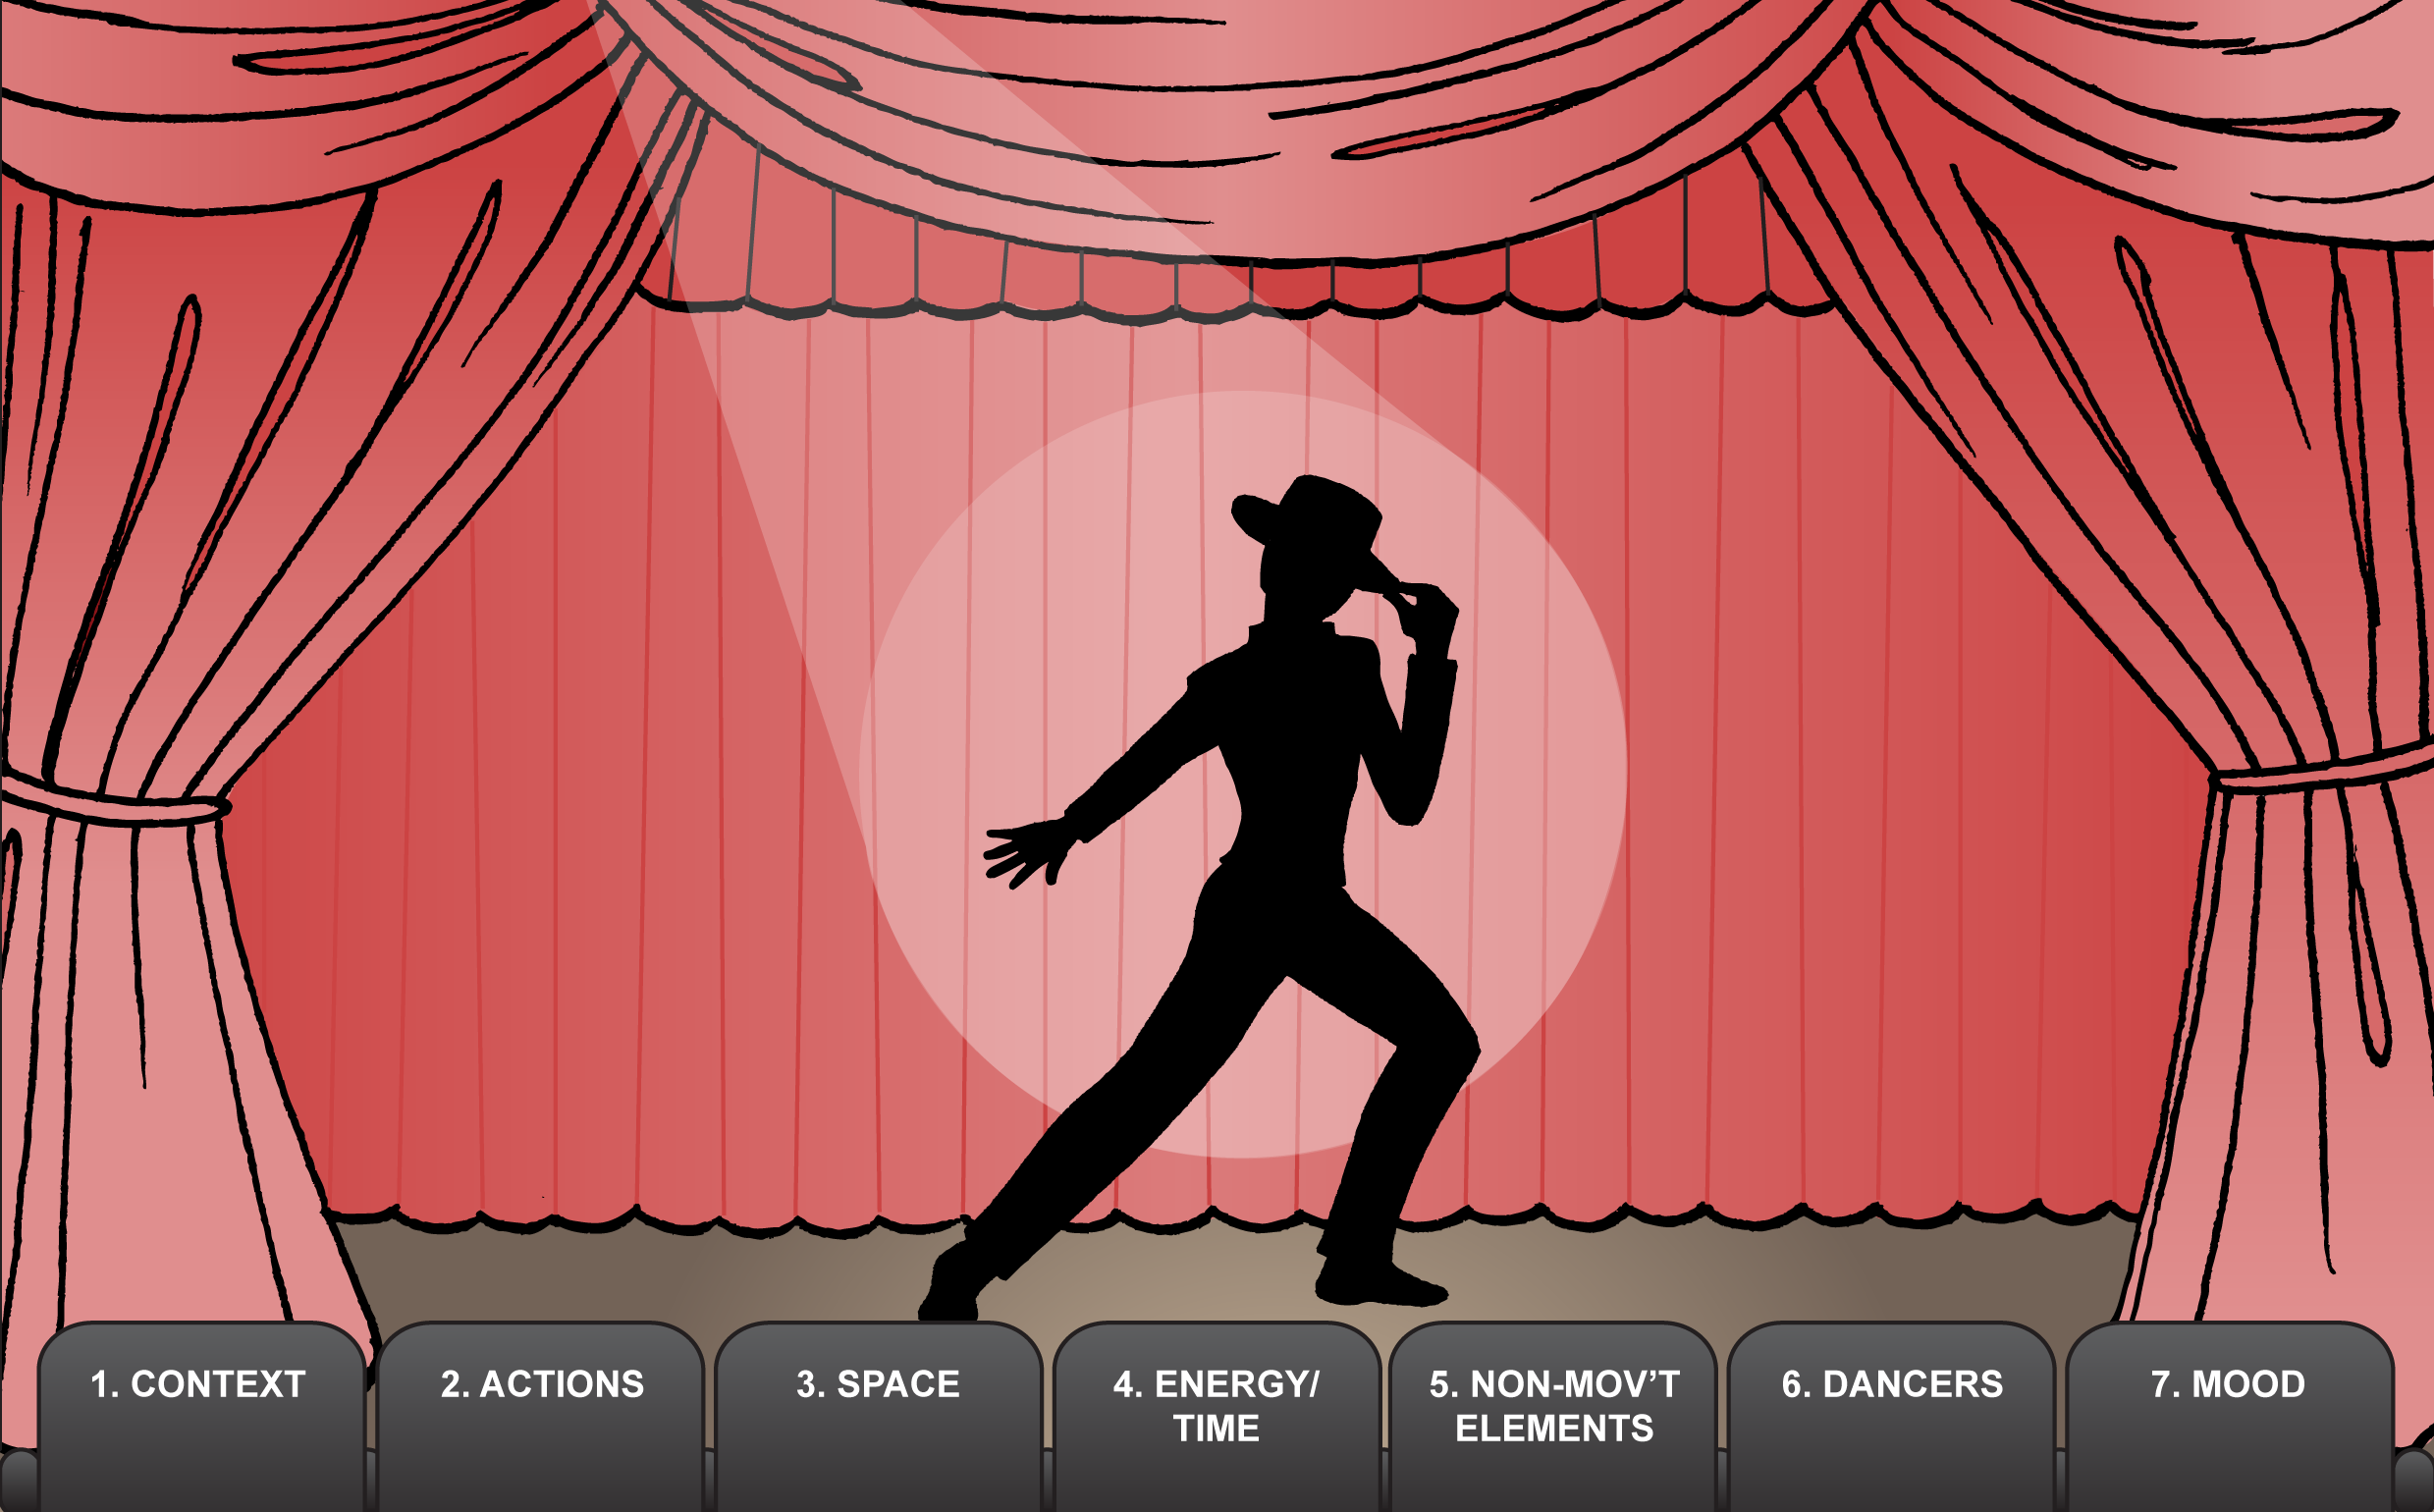 1. CONTEXT
2. ACTIONS
3. SPACE
4. ENERGY/
TIME
5. NON-MOV’T
ELEMENTS
6. DANCERS
7. MOOD